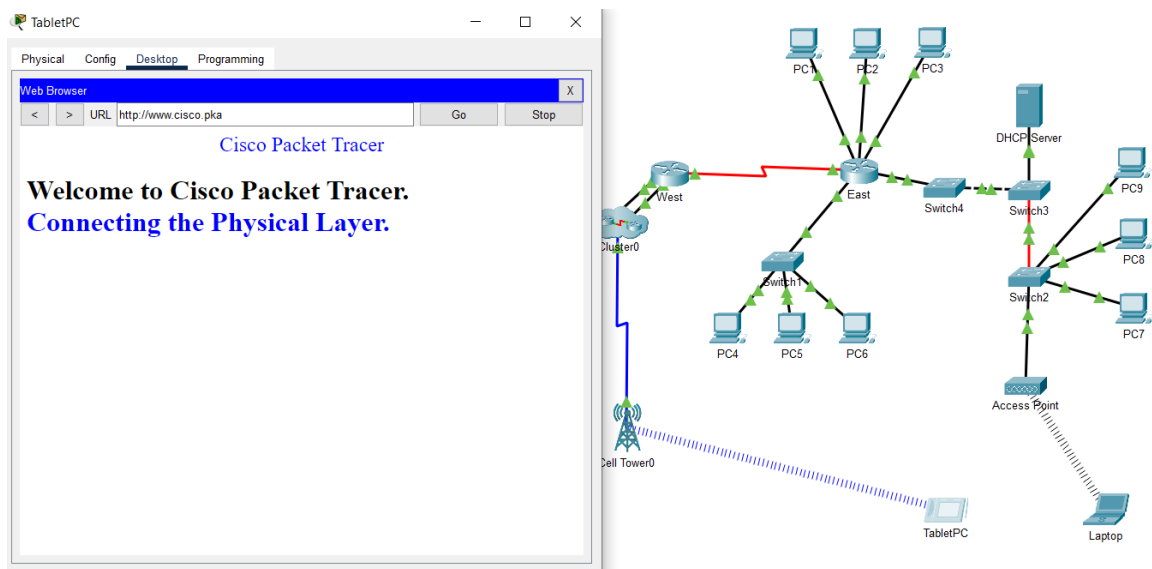 TabletPC
Physical Config Desktop Programming
Web Browser X
< > URL http://www.cisco.pka Go Stop
Cisco Packet Tracer
Welcome to Cisco Packet Tracer.
Connecting the Physical Layer.
PC1 PC2 PC3
DHCP Server
PC9
West
East
Switch4
Switch3
Cluster0
Switch1
PC8
Switch2
PC7
PC4 PC5 PC6
Access Point
Cell Tower0
TabletPC
Laptop